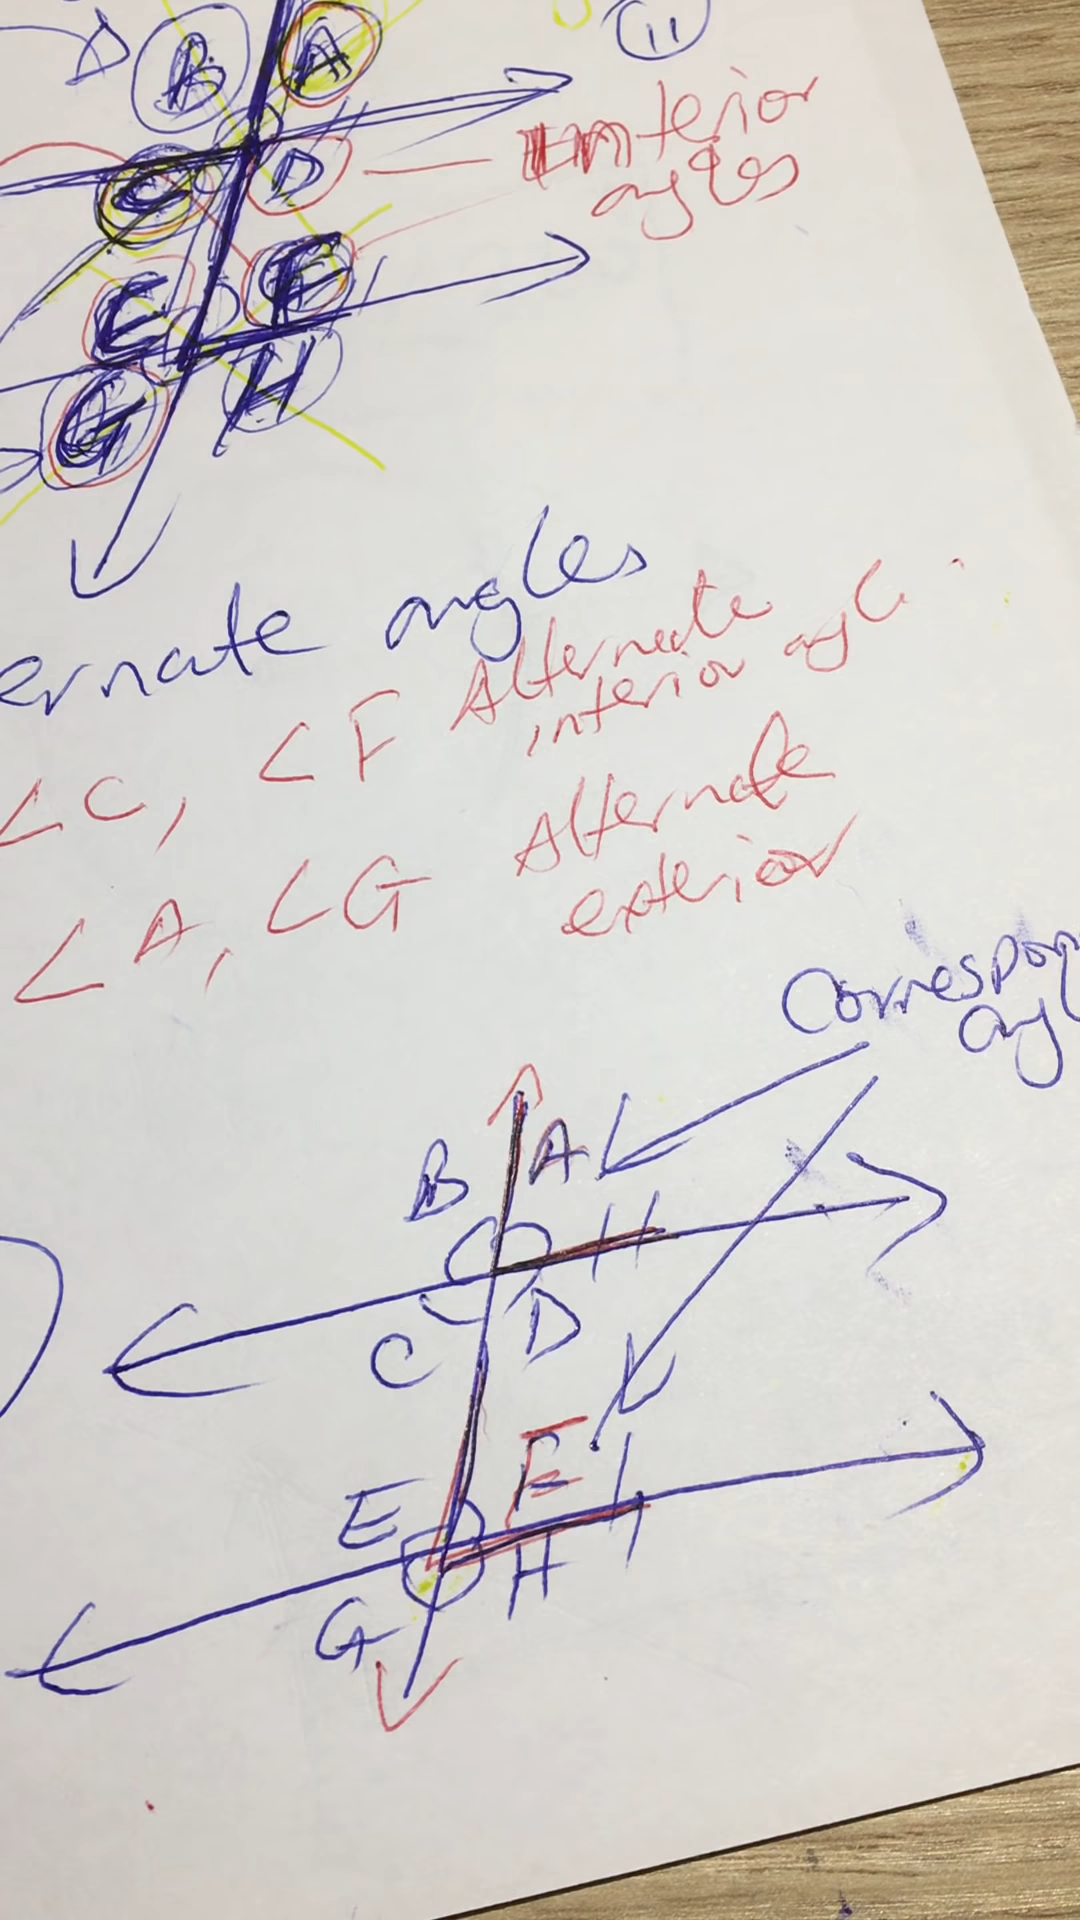 11
B A
Interior
angles
C D
E F
G H
ernate angles
∠C, ∠F Alternate
interior angl
∠A, ∠G Alternate
exterior
Correspon
angl
B A
C D
E F
G H